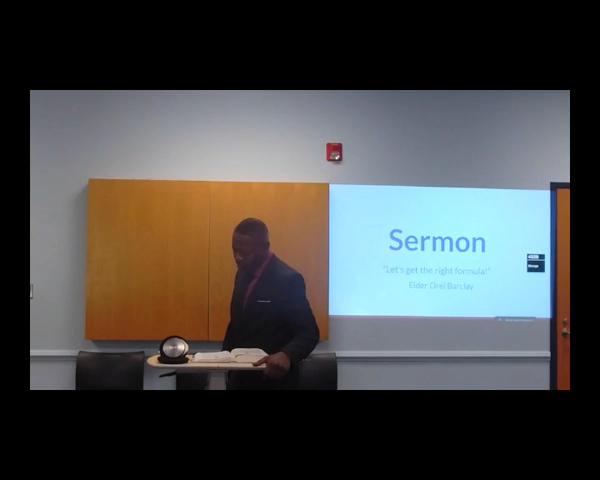 Sermon
"Let's get the right formula!"
Elder Orel Barclay